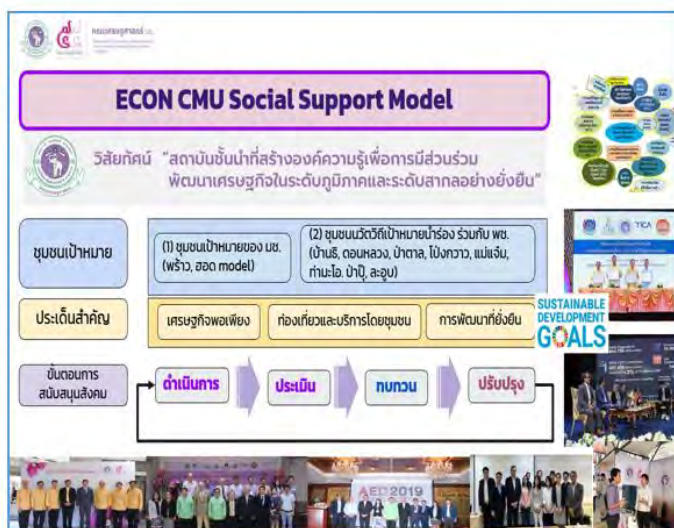 คณะเศรษฐศาสตร์ มช.
ECON CMU Social Support Model
วิสัยทัศน์ "สถาบันชั้นนำที่สร้างองค์ความรู้เพื่อการมีส่วนร่วม
พัฒนาเศรษฐกิจในระดับภูมิภาคและระดับสากลอย่างยั่งยืน"
ชุมชนเป้าหมาย
(1) ชุมชนเป้าหมายของ มช.
(พร้าว, ฮอด model)
(2) ชุมชนนวัตวิถีเป้าหมายนำร่อง ร่วมกับ พช.
(บ้านธิ, ดอนหลวง, ป่าตาล, โป่งกวาว, แม่แจ๋ม,
ท่ามะโอ, ป่าปุ๊, ละอูบ)
ประเด็นสำคัญ
เศรษฐกิจพอเพียง
ท่องเที่ยวและบริการโดยชุมชน
การพัฒนาที่ยั่งยืน
SUSTAINABLE
DEVELOPMENT
GOALS
ขั้นตอนการ
สนับสนุนสังคม
ดำเนินการ
ประเมิน
ทบทวน
ปรับปรุง
TICA
AED 2019